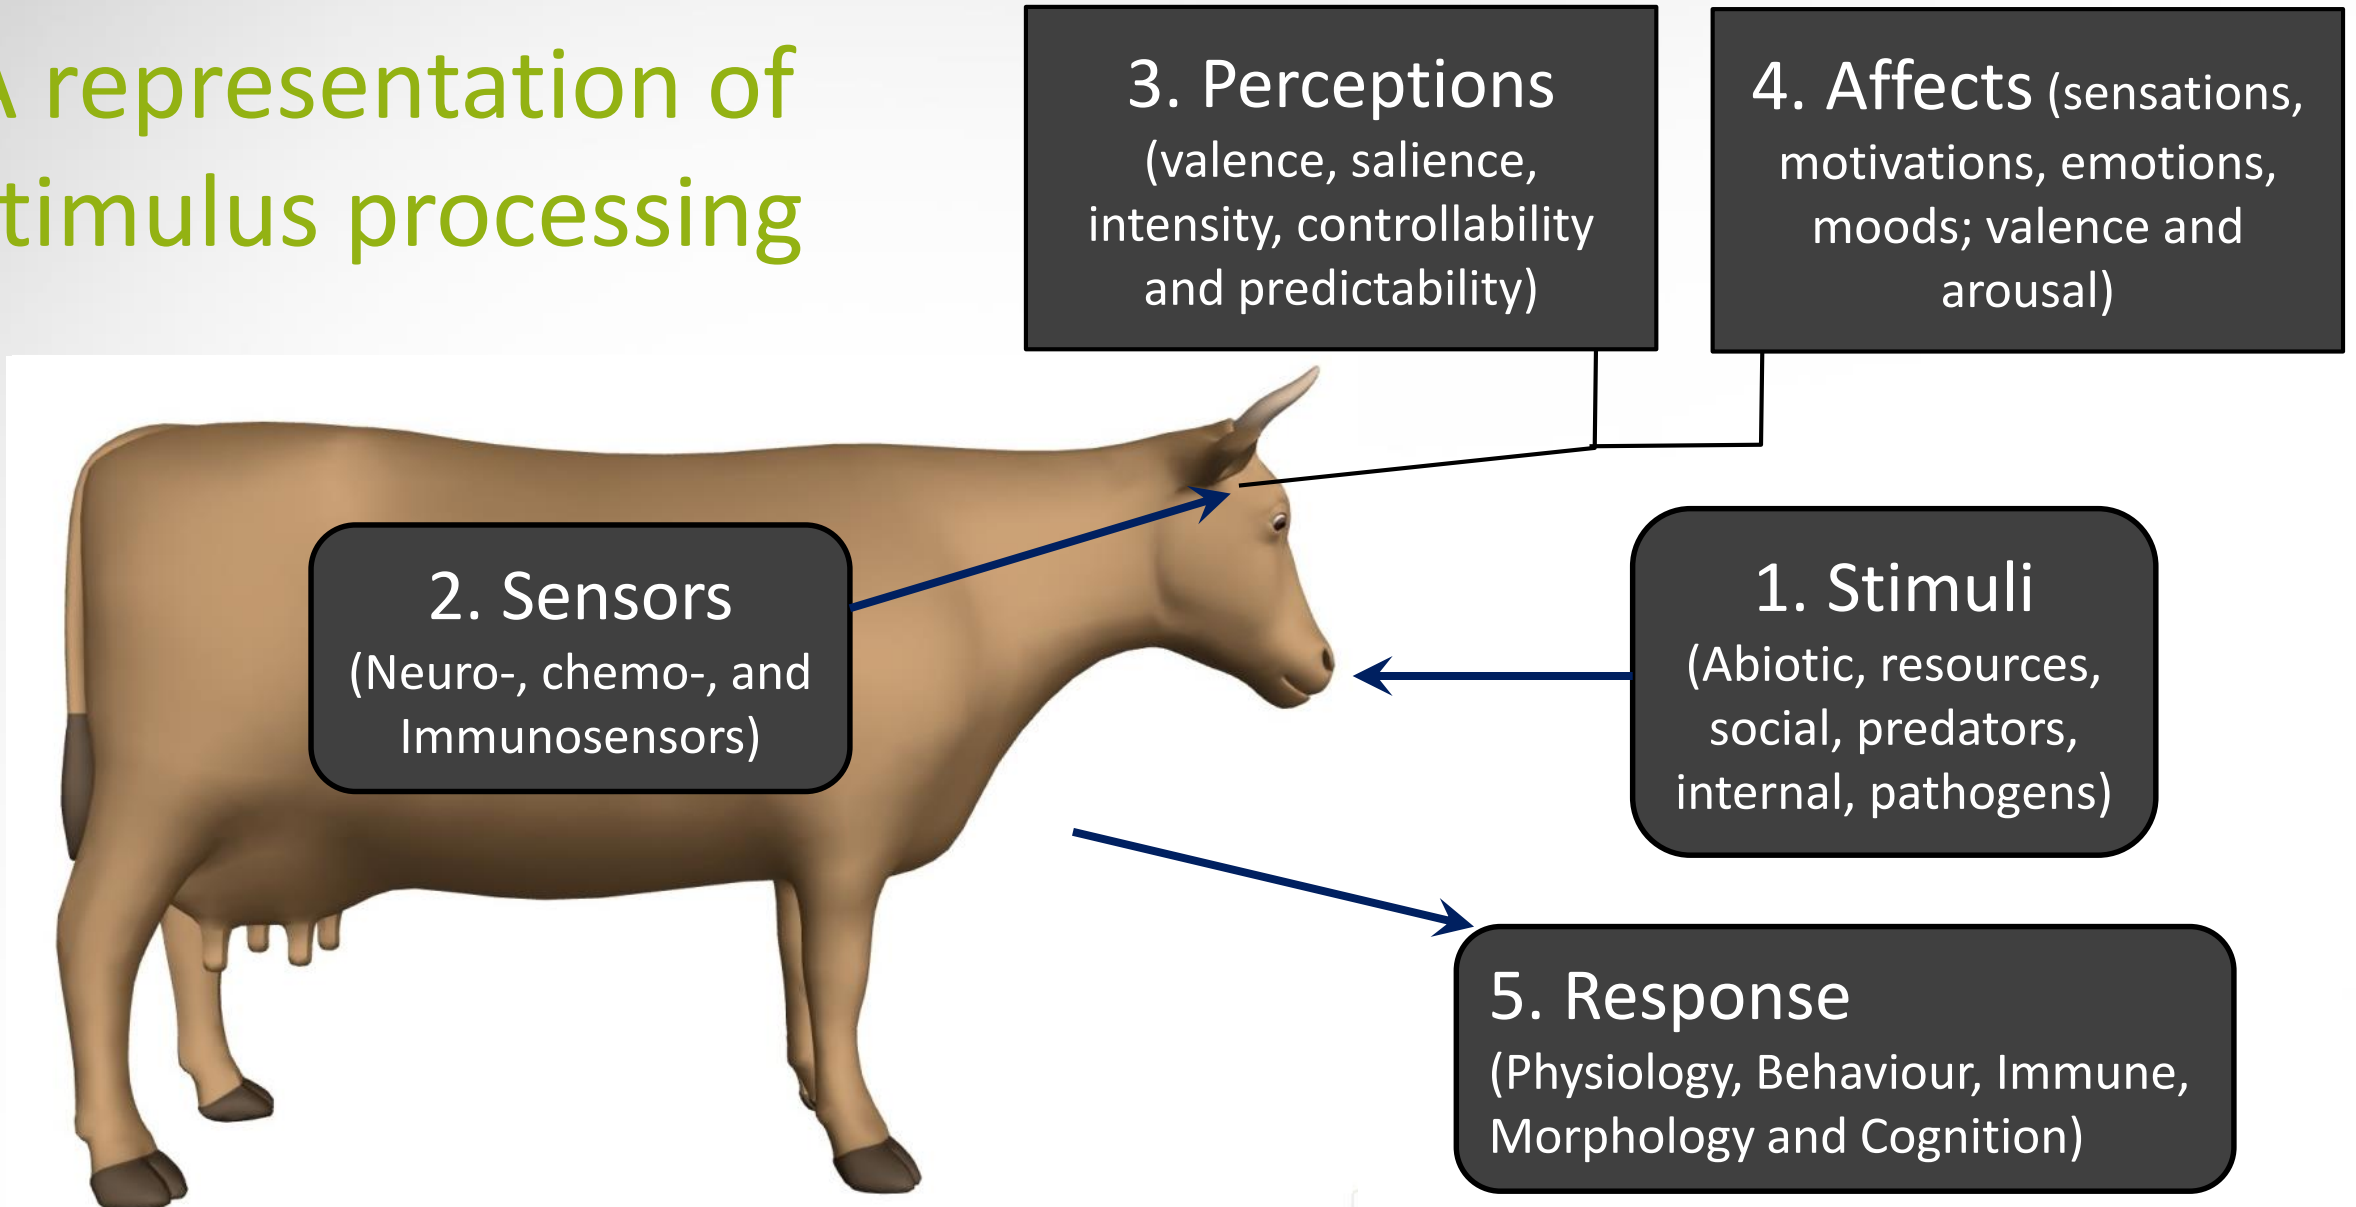 A representation of
timulus processing
3. Perceptions
(valence, salience,
intensity, controllability
and predictability)
4. Affects (sensations,
motivations, emotions,
moods; valence and
arousal)
2. Sensors
(Neuro-, chemo-, and
Immunosensors)
1. Stimuli
(Abiotic, resources,
social, predators,
internal, pathogens)
5. Response
(Physiology, Behaviour, Immune,
Morphology and Cognition)